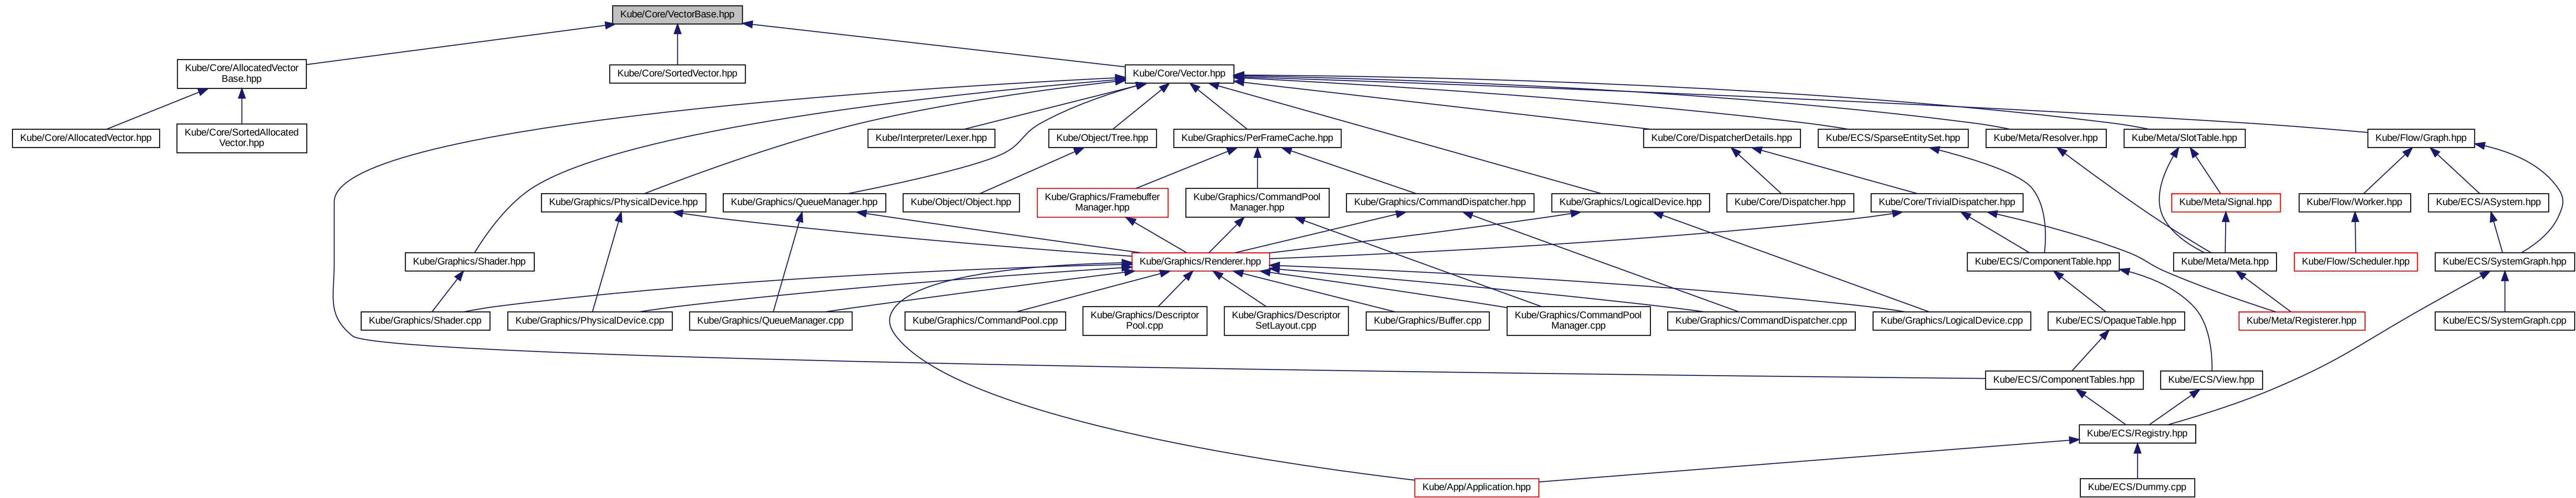 Kube/Core/VectorBase.hpp
Kube/Core/AllocatedVector
Base.hpp
Kube/Core/SortedVector.hpp
Kube/Core/Vector.hpp
Kube/Core/AllocatedVector.hpp
Kube/Core/SortedAllocated
Vector.hpp
Kube/Interpreter/Lexer.hpp
Kube/Object/Tree.hpp
Kube/Graphics/PerFrameCache.hpp
Kube/Core/DispatcherDetails.hpp
Kube/ECS/SparseEntitySet.hpp
Kube/Meta/Resolver.hpp
Kube/Meta/SlotTable.hpp
Kube/Flow/Graph.hpp
Kube/Graphics/PhysicalDevice.hpp
Kube/Graphics/QueueManager.hpp
Kube/Object/Object.hpp
Kube/Graphics/Framebuffer
Manager.hpp
Kube/Graphics/CommandPool
Manager.hpp
Kube/Graphics/CommandDispatcher.hpp
Kube/Graphics/LogicalDevice.hpp
Kube/Core/Dispatcher.hpp
Kube/Core/TrivialDispatcher.hpp
Kube/Meta/Signal.hpp
Kube/Flow/Worker.hpp
Kube/ECS/ASystem.hpp
Kube/Graphics/Shader.hpp
Kube/Graphics/Renderer.hpp
Kube/ECS/ComponentTable.hpp
Kube/Meta/Meta.hpp
Kube/Flow/Scheduler.hpp
Kube/ECS/SystemGraph.hpp
Kube/Graphics/Shader.cpp
Kube/Graphics/PhysicalDevice.cpp
Kube/Graphics/QueueManager.cpp
Kube/Graphics/CommandPool.cpp
Kube/Graphics/Descriptor
Pool.cpp
Kube/Graphics/Descriptor
SetLayout.cpp
Kube/Graphics/Buffer.cpp
Kube/Graphics/CommandPool
Manager.cpp
Kube/Graphics/CommandDispatcher.cpp
Kube/Graphics/LogicalDevice.cpp
Kube/ECS/OpaqueTable.hpp
Kube/Meta/Registerer.hpp
Kube/ECS/SystemGraph.cpp
Kube/ECS/ComponentTables.hpp
Kube/ECS/View.hpp
Kube/ECS/Registry.hpp
Kube/App/Application.hpp
Kube/ECS/Dummy.cpp